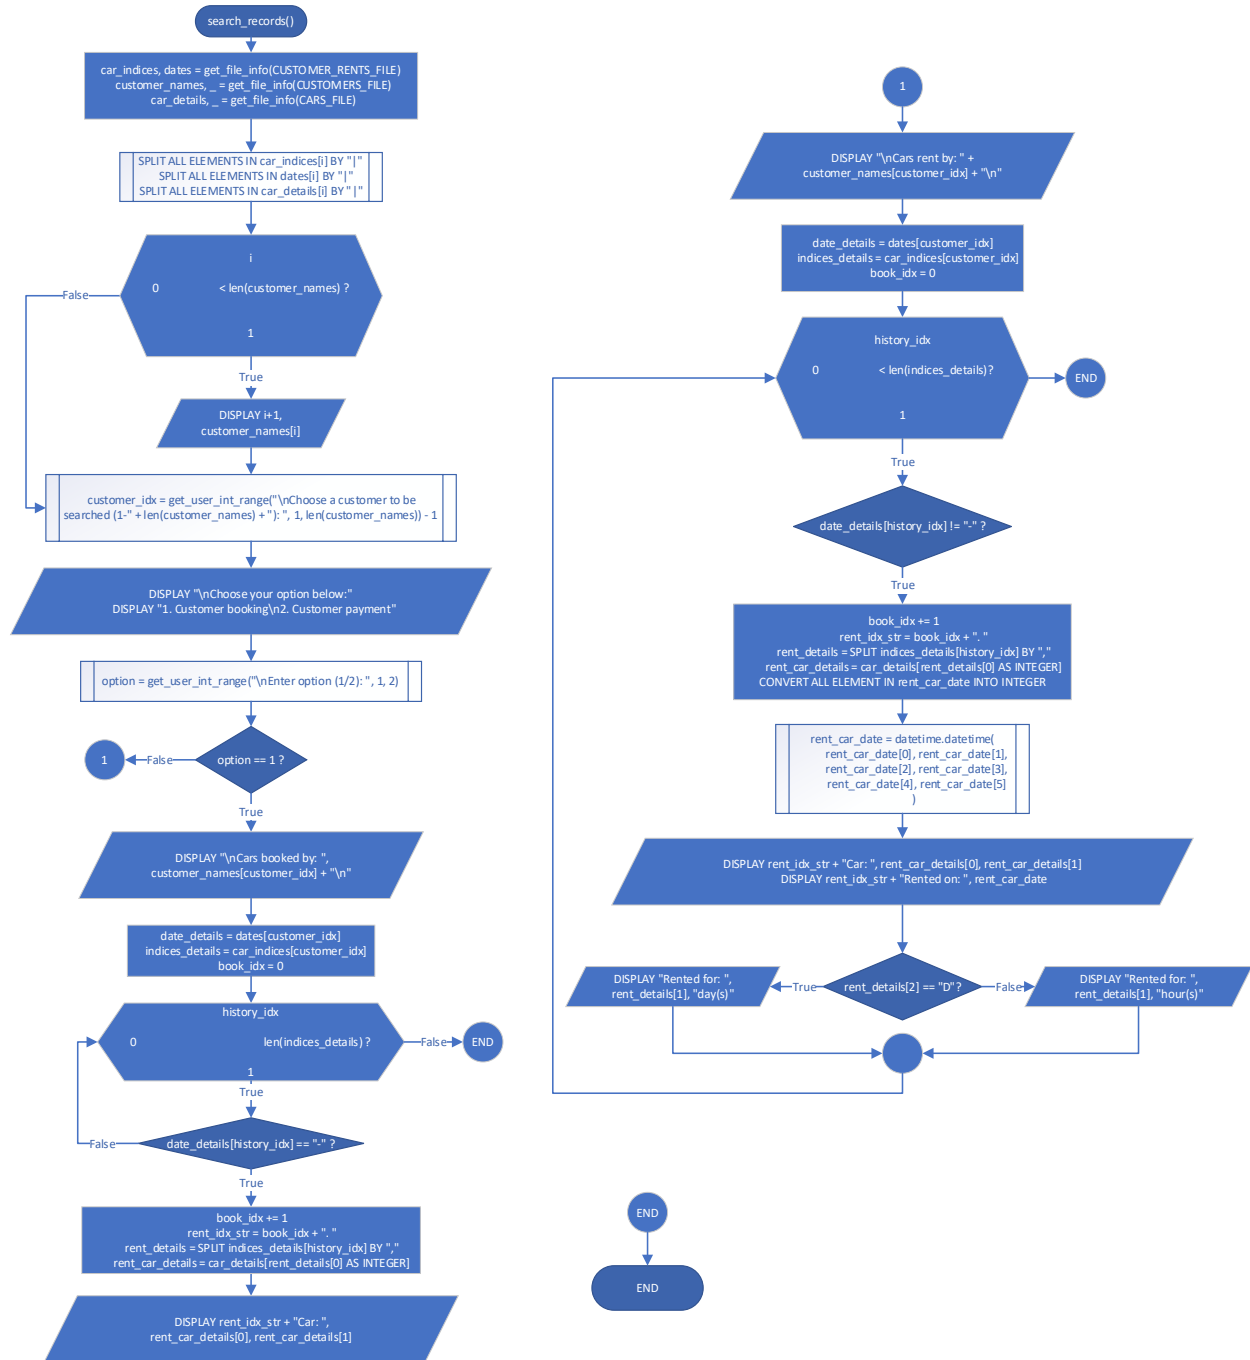 search_records()
car_indices, dates = get_file_info(CUSTOMER_RENTS_FILE)
customer_names, _ = get_file_info(CUSTOMERS_FILE)
car_details, _ = get_file_info(CARS_FILE)
SPLIT ALL ELEMENTS IN car_indices[i] BY "|"
SPLIT ALL ELEMENTS IN dates[i] BY "|"
SPLIT ALL ELEMENTS IN car_details[i] BY "|"
i
0 < len(customer_names) ?
1
False
True
DISPLAY i+1,
customer_names[i]
customer_idx = get_user_int_range("\nChoose a customer to be
searched (1-" + len(customer_names) + "): ", 1, len(customer_names)) - 1
DISPLAY "\nChoose your option below:"
DISPLAY "1. Customer booking\n2. Customer payment"
option = get_user_int_range("\nEnter option (1/2): ", 1, 2)
option == 1 ?
False
1
True
DISPLAY "\nCars booked by: ",
customer_names[customer_idx] + "\n"
date_details = dates[customer_idx]
indices_details = car_indices[customer_idx]
book_idx = 0
history_idx
0 len(indices_details) ?
1
False
END
True
date_details[history_idx] == "-" ?
False
True
book_idx += 1
rent_idx_str = book_idx + ". "
rent_details = SPLIT indices_details[history_idx] BY ","
rent_car_details = car_details[rent_details[0] AS INTEGER]
DISPLAY rent_idx_str + "Car: ",
rent_car_details[0], rent_car_details[1]
1
DISPLAY "\nCars rent by: " +
customer_names[customer_idx] + "\n"
date_details = dates[customer_idx]
indices_details = car_indices[customer_idx]
book_idx = 0
history_idx
0 < len(indices_details)?
1
END
True
date_details[history_idx] != "-" ?
True
book_idx += 1
rent_idx_str = book_idx + ". "
rent_details = SPLIT indices_details[history_idx] BY ","
rent_car_details = car_details[rent_details[0] AS INTEGER]
CONVERT ALL ELEMENT IN rent_car_date INTO INTEGER
rent_car_date = datetime.datetime(
rent_car_date[0], rent_car_date[1],
rent_car_date[2], rent_car_date[3],
rent_car_date[4], rent_car_date[5]
)
DISPLAY rent_idx_str + "Car: ", rent_car_details[0], rent_car_details[1]
DISPLAY rent_idx_str + "Rented on: ", rent_car_date
rent_details[2] == "D"?
True
DISPLAY "Rented for: ",
rent_details[1], "day(s)"
False
DISPLAY "Rented for: ",
rent_details[1], "hour(s)"
END
END